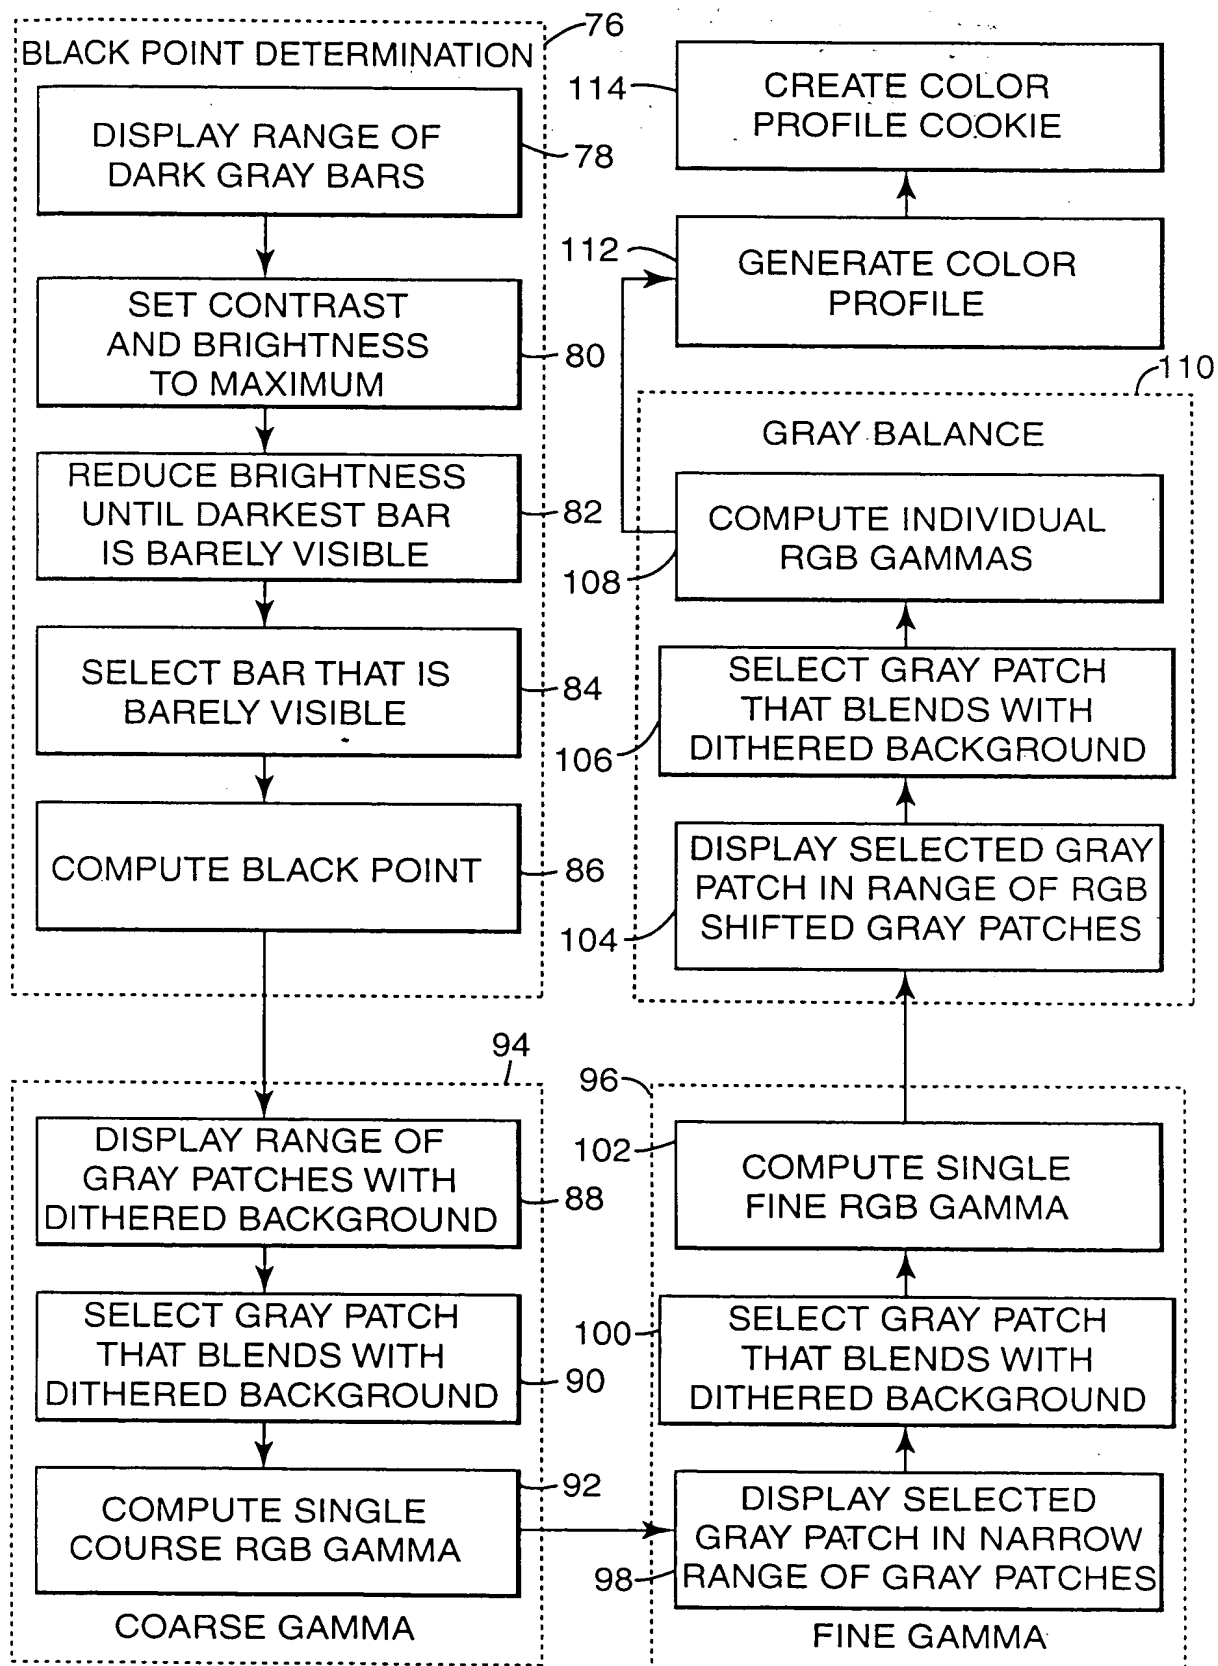 76
BLACK POINT DETERMINATION
DISPLAY RANGE OF
DARK GRAY BARS
78
SET CONTRAST
AND BRIGHTNESS
TO MAXIMUM
80
REDUCE BRIGHTNESS
UNTIL DARKEST BAR
IS BARELY VISIBLE
82
SELECT BAR THAT IS
BARELY VISIBLE
84
COMPUTE BLACK POINT
86
94
DISPLAY RANGE OF
GRAY PATCHES WITH
DITHERED BACKGROUND
88
SELECT GRAY PATCH
THAT BLENDS WITH
DITHERED BACKGROUND
90
COMPUTE SINGLE
COURSE RGB GAMMA
92
COARSE GAMMA
114
CREATE COLOR
PROFILE COOKIE
112
GENERATE COLOR
PROFILE
110
GRAY BALANCE
COMPUTE INDIVIDUAL
RGB GAMMAS
108
SELECT GRAY PATCH
THAT BLENDS WITH
DITHERED BACKGROUND
106
DISPLAY SELECTED GRAY
PATCH IN RANGE OF RGB
SHIFTED GRAY PATCHES
104
96
102
COMPUTE SINGLE
FINE RGB GAMMA
100
SELECT GRAY PATCH
THAT BLENDS WITH
DITHERED BACKGROUND
DISPLAY SELECTED
GRAY PATCH IN NARROW
RANGE OF GRAY PATCHES
98
FINE GAMMA